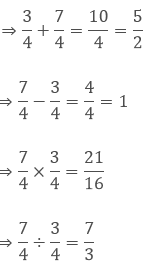 ⇒ 3/4 + 7/4 = 10/4 = 5/2
⇒ 7/4 − 3/4 = 4/4 = 1
⇒ 7/4 × 3/4 = 21/16
⇒ 7/4 ÷ 3/4 = 7/3